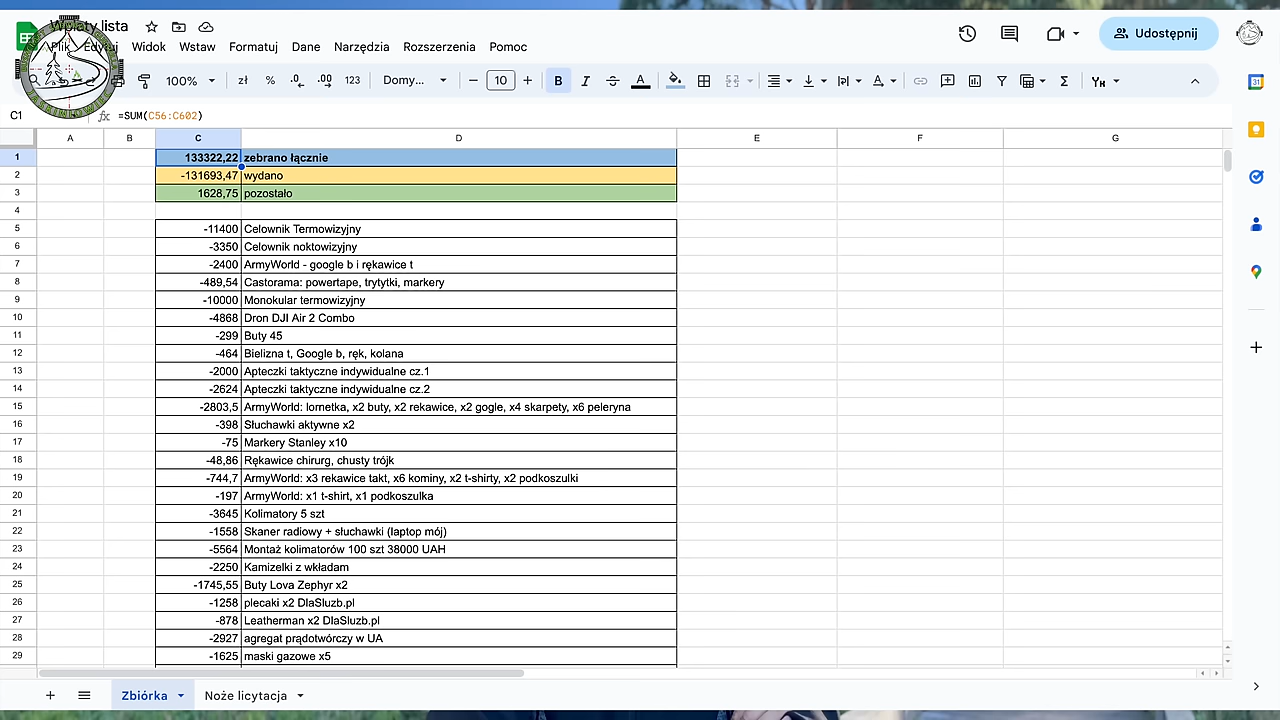 Wpłaty lista
Plik Edytuj Widok Wstaw Formatuj Dane Narzędzia Rozszerzenia Pomoc
Udostępnij
100% zł % .0 .00 123 Domy... 10 B I A
C1 fx =SUM(C56:C602)
A B C D E F G
1 133322,22 zebrano łącznie
2 -131693,47 wydano
3 1628,75 pozostało
4
5 -11400 Celownik Termowizyjny
6 -3350 Celownik noktowizyjny
7 -2400 ArmyWorld - google b i rękawice t
8 -489,54 Castorama: powertape, trytytki, markery
9 -10000 Monokular termowizyjny
10 -4868 Dron DJI Air 2 Combo
11 -299 Buty 45
12 -464 Bielizna t, Google b, ręk, kolana
13 -2000 Apteczki taktyczne indywidualne cz.1
14 -2624 Apteczki taktyczne indywidualne cz.2
15 -2803,5 ArmyWorld: lornetka, x2 buty, x2 rekawice, x2 gogle, x4 skarpety, x6 peleryna
16 -398 Słuchawki aktywne x2
17 -75 Markery Stanley x10
18 -48,86 Rękawice chirurg, chusty trójk
19 -744,7 ArmyWorld: x3 rekawice takt, x6 kominy, x2 t-shirty, x2 podkoszulki
20 -197 ArmyWorld: x1 t-shirt, x1 podkoszulka
21 -3645 Kolimatory 5 szt
22 -1558 Skaner radiowy + słuchawki (laptop mój)
23 -5564 Montaż kolimatorów 100 szt 38000 UAH
24 -2250 Kamizelki z wkładam
25 -1745,55 Buty Lova Zephyr x2
26 -1258 plecaki x2 DlaSluzb.pl
27 -878 Leatherman x2 DlaSluzb.pl
28 -2927 agregat prądotwórczy w UA
29 -1625 maski gazowe x5
Zbiórka Noże licytacja